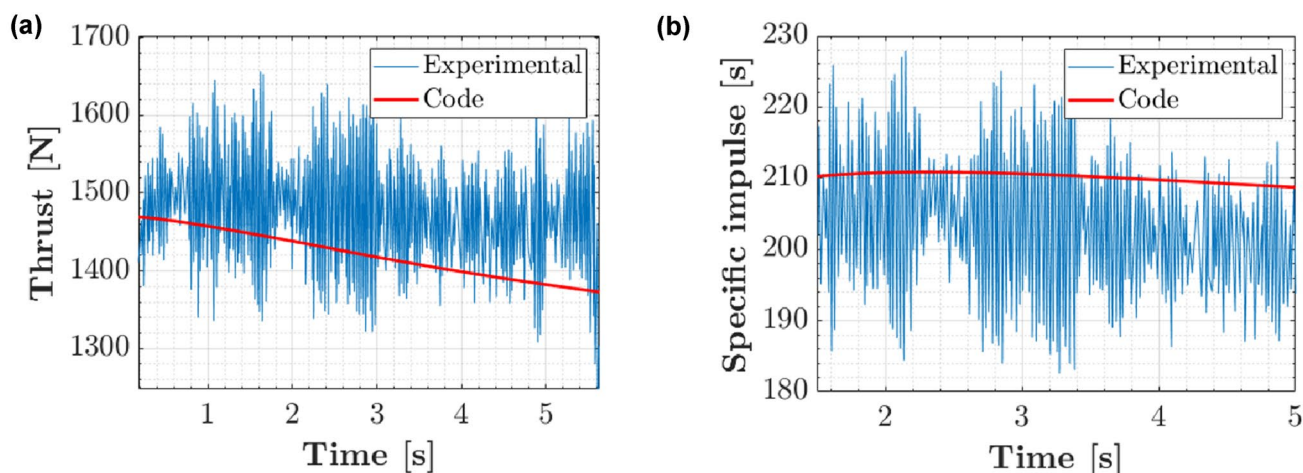 (a)
1700
1600
1500
1400
1300
Thrust [N]
Experimental
Code
1 2 3 4 5
Time [s]
(b)
230
220
210
200
190
180
Specific impulse [s]
Experimental
Code
2 3 4 5
Time [s]